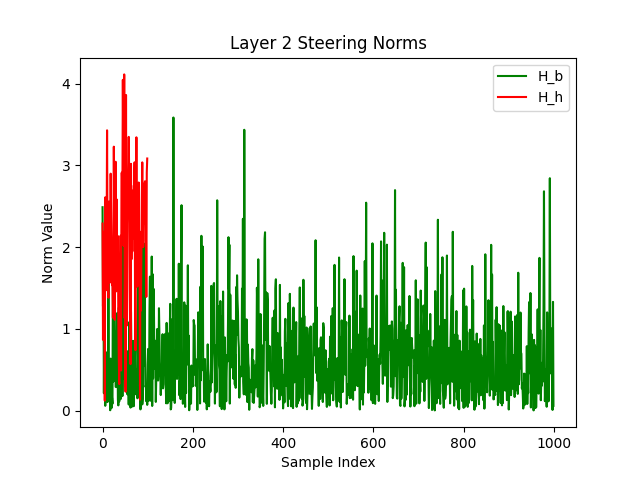 Layer 2 Steering Norms
H_b
H_h
Norm Value
4
3
2
1
0
0 200 400 600 800 1000
Sample Index